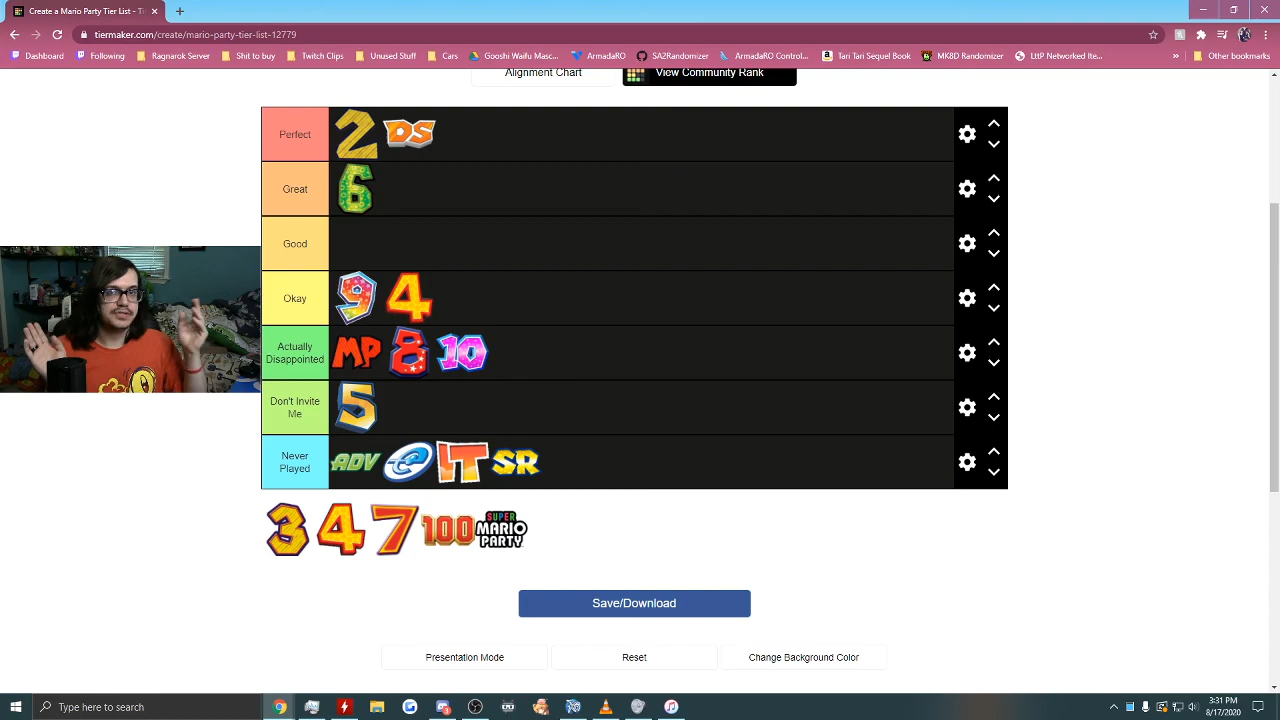 Create a Mario Party Tier List - Ti
tiermaker.com/create/mario-party-tier-list-12779
Dashboard Following Ragnarok Server Shit to buy Twitch Clips Unused Stuff Cars Gooshi Waifu Masc... ArmadaRO SA2Randomizer ArmadaRO Control... Tari Tari Sequel Book MK8D Randomizer LttP Networked Ite... » Other bookmarks
Alignment Chart View Community Rank
Perfect 2 DS
Great 6
Good
Okay 9 4
Actually
Disappointed
MP 8 10
Don't Invite
Me
5
Never
Played
ADV e IT SR
3 4 7 100 SUPER
MARIO
PARTY
Save/Download
Presentation Mode Reset Change Background Color
Type here to search
3:31 PM
8/17/2020